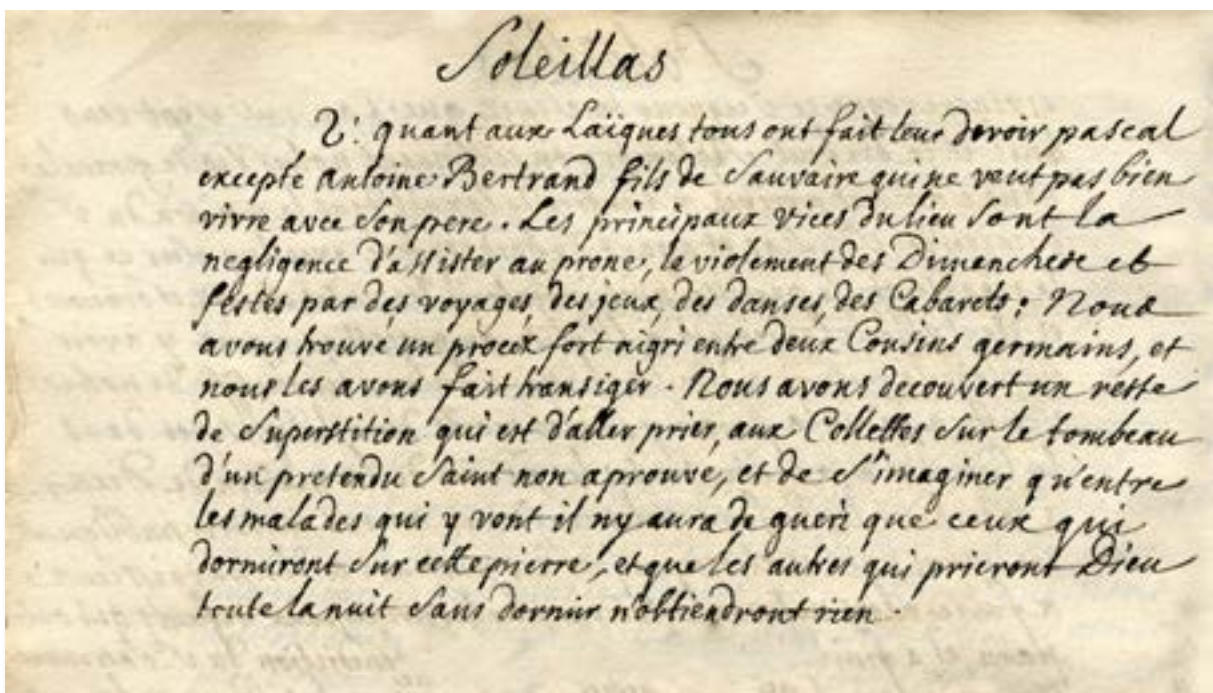 Soleillas
2.° quant aux Laïques tous ont fait leur devoir pascal
excepté Antoine Bertrand fils de Sauvaire qui ne veut pas bien
vivre avec son pere. Les principaux vices du lieu sont la
negligence d'assister au prone, le violement des Dimanches et
festes par des voyages, des jeux, des danses, des Cabarets: Nous
avons trouvé un procex fort aigri entre deux Cousins germains, et
nous les avons fait transiger. Nous avons decouvert un reste
de superstition qui est d'aller prier, aux Collettes sur le tombeau
d'un pretendu saint non aprouvé, et de s'imaginer qu'entre
les malades qui y vont il ny aura de gueri que ceux qui
dormiront sur cette pierre, et que les autres qui prieront Dieu
toute la nuit sans dormir n'obtiendront rien.